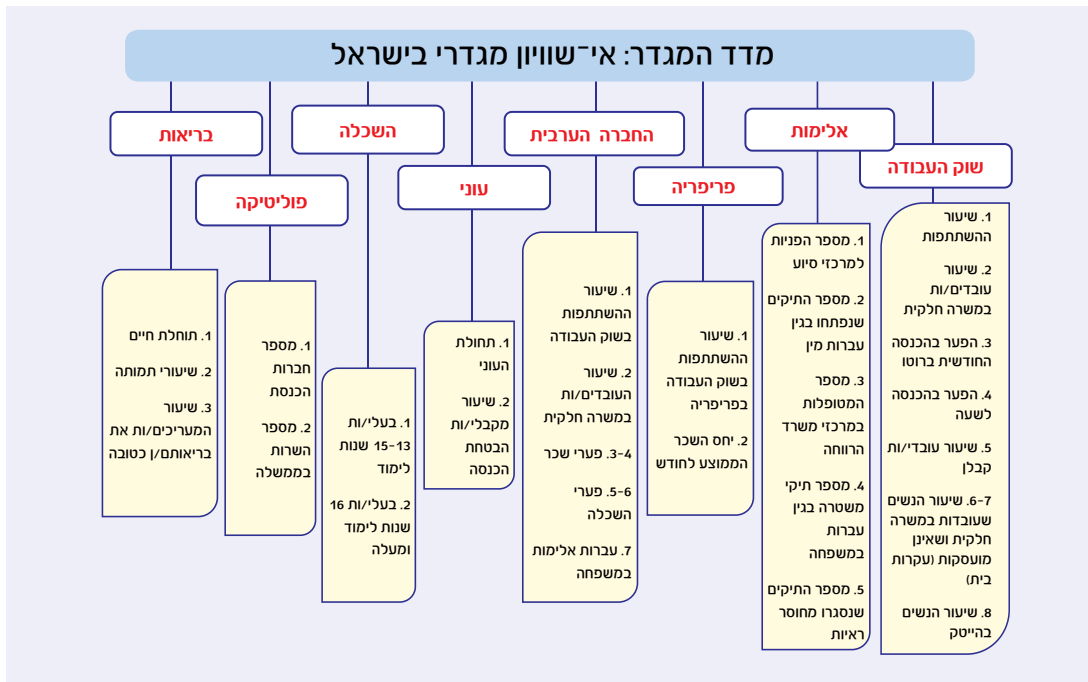 מדד המגדר: אי־שוויון מגדרי בישראל
שוק העבודה
1. שיעור
ההשתתפות
2. שיעור
עובדים/ות
במשרה חלקית
3. הפער בהכנסה
החודשית ברוטו
4. הפער בהכנסה
לשעה
5. שיעור עובדי/ות
קבלן
6-7. שיעור הנשים
שעובדות במשרה
חלקית ושאינן
מועסקות (עקרות
בית)
8. שיעור הנשים
בהייטק
אלימות
1. מספר הפניות
למרכזי סיוע
2. מספר התיקים
שנפתחו בגין
עברות מין
3. מספר
המטופלות
במרכזי משרד
הרווחה
4. מספר תיקי
משטרה בגין
עברות
במשפחה
5. מספר התיקים
שנסגרו מחוסר
ראיות
פריפריה
1. שיעור
ההשתתפות
בשוק העבודה
בפריפריה
2. יחס השכר
הממוצע לחודש
החברה הערבית
1. שיעור
ההשתתפות
בשוק העבודה
2. שיעור
העובדים/ות
במשרה חלקית
3-4. פערי שכר
5-6. פערי
השכלה
7. עברות אלימות
במשפחה
עוני
1. תחולת
העוני
2. שיעור
מקבלי/ות
הבטחת
הכנסה
השכלה
1. בעלי/ות
15-13 שנות
לימוד
2. בעלי/ות 16
שנות לימוד
ומעלה
פוליטיקה
1. מספר
חברות
הכנסת
2. מספר
השרות
בממשלה
בריאות
1. תוחלת חיים
2. שיעורי תמותה
3. שיעור
המעריכים/ות את
בריאותם/ן כטובה